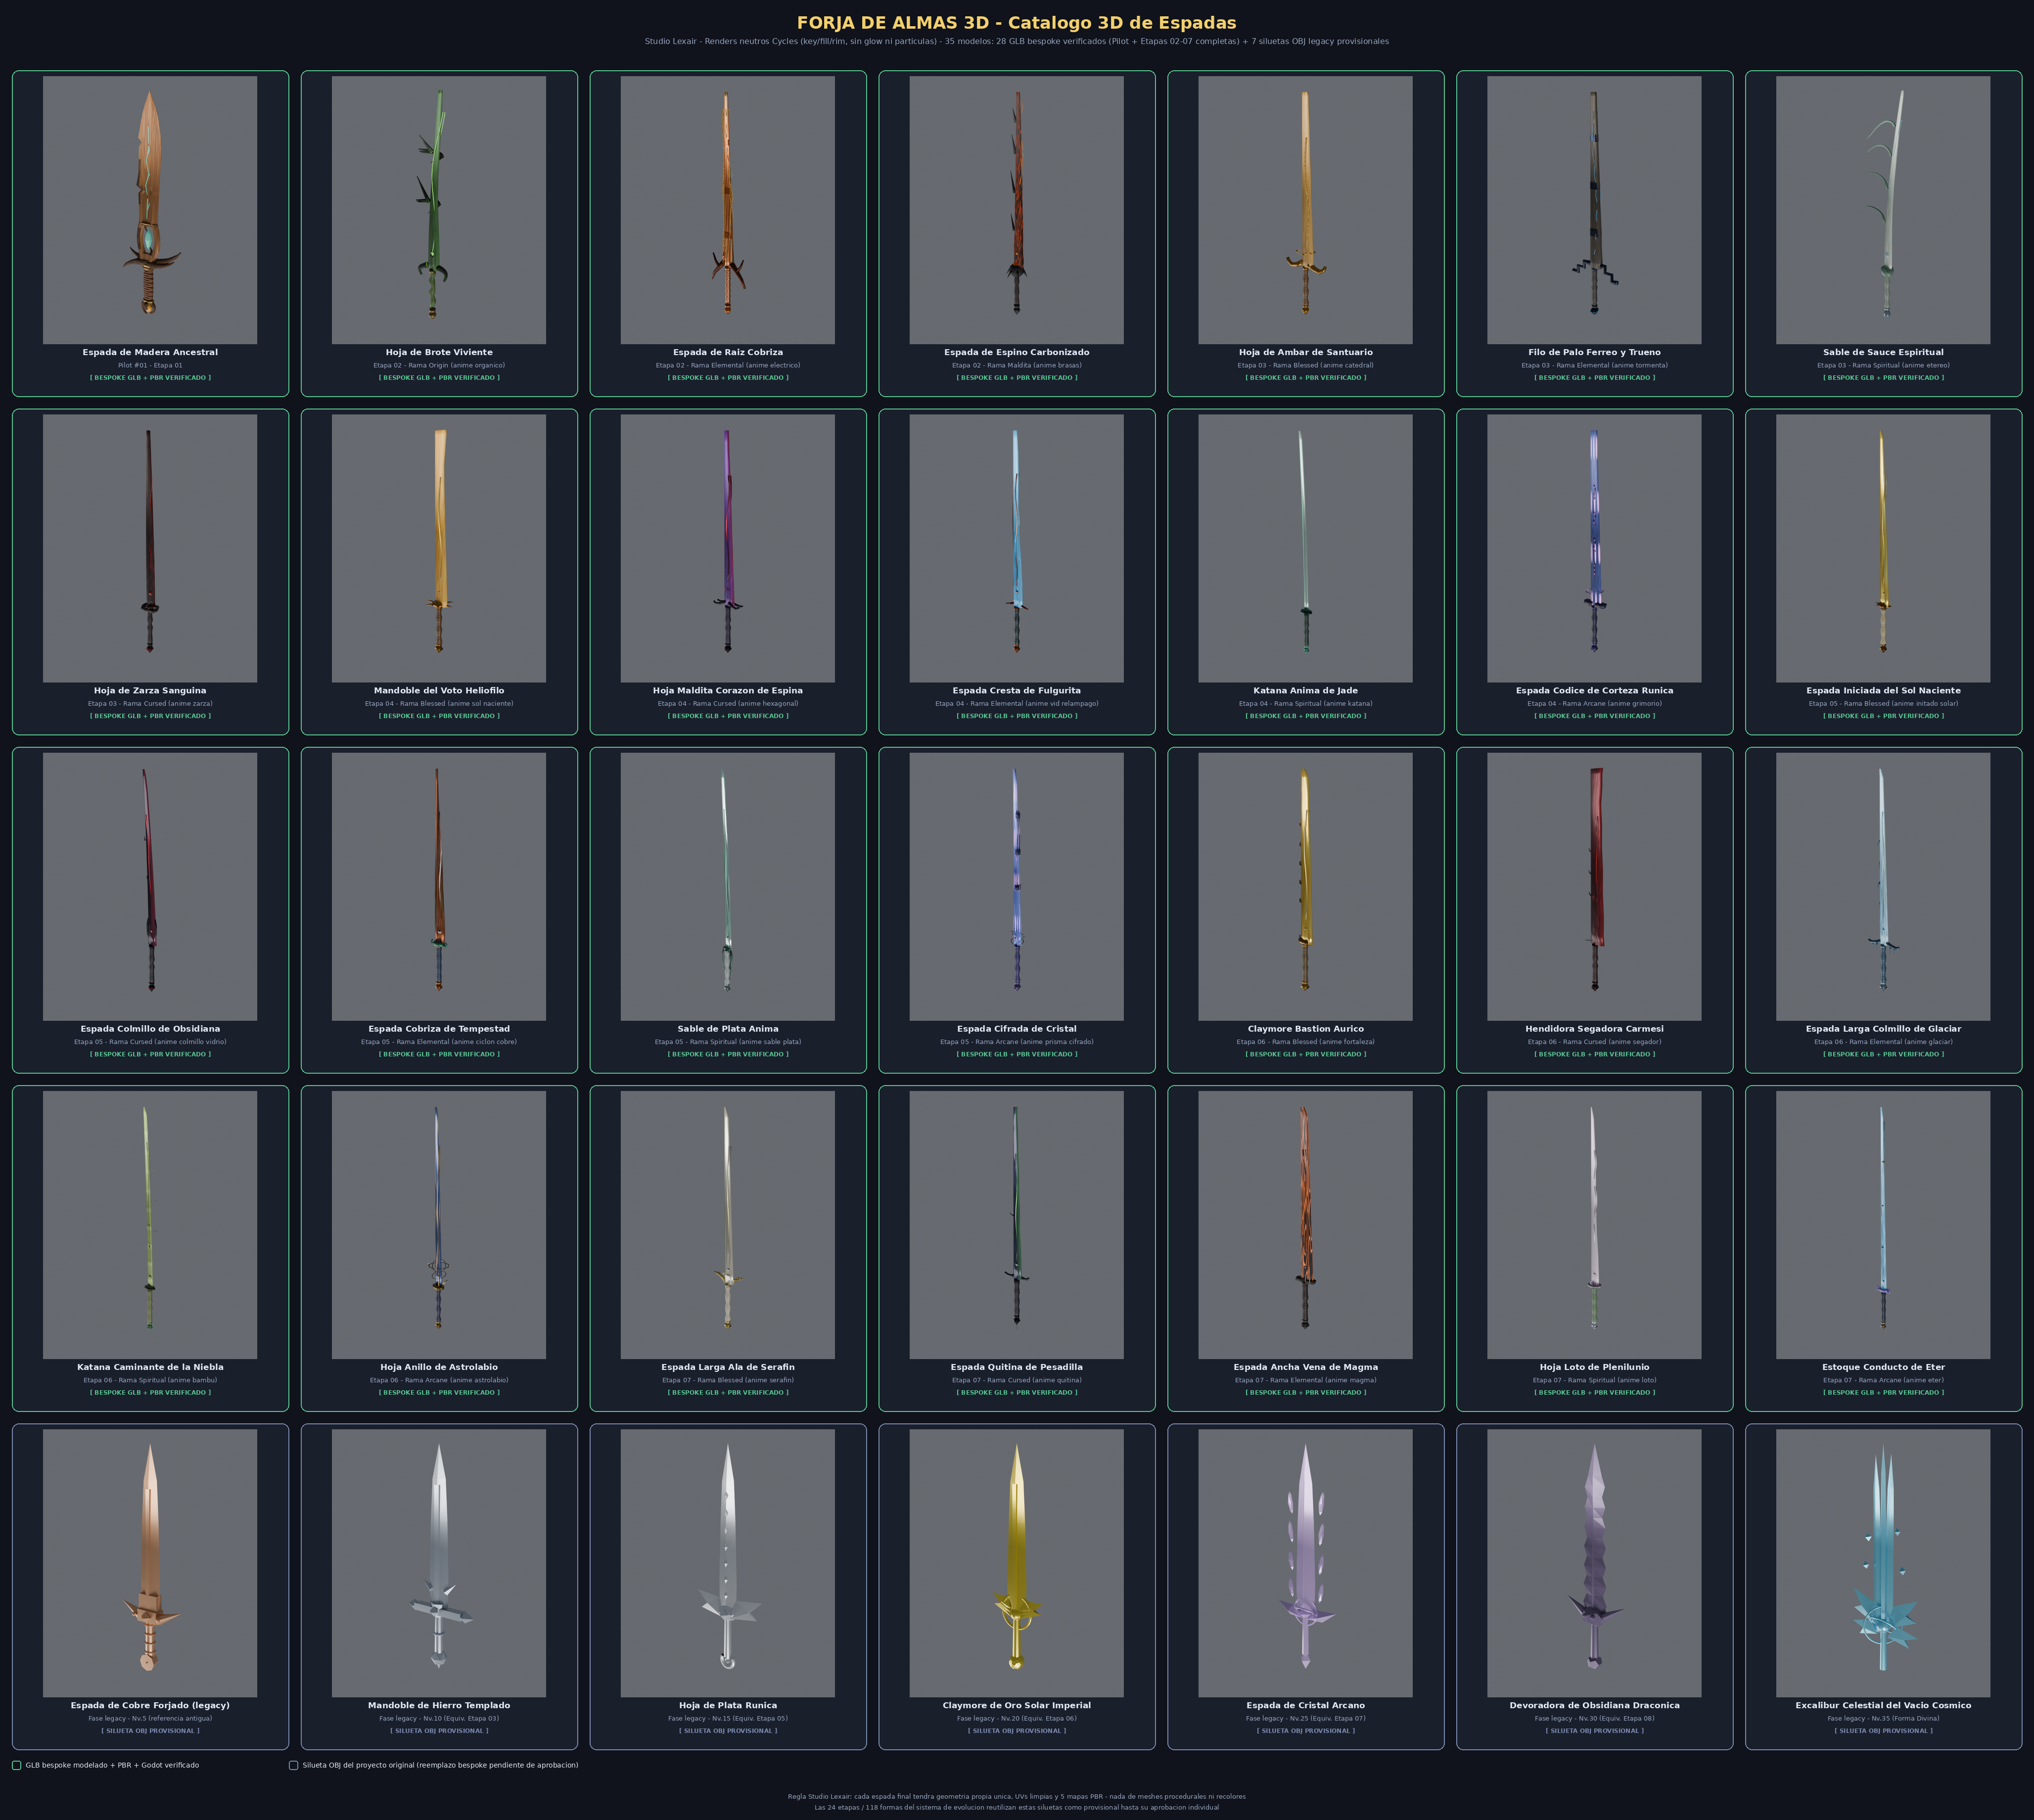 FORJA DE ALMAS 3D - Catalogo 3D de Espadas
Studio Lexair - Renders neutros Cycles (key/fill/rim, sin glow ni particulas) - 35 modelos: 28 GLB bespoke verificados (Pilot + Etapas 02-07 completas) + 7 siluetas OBJ legacy provisionales
Espada de Madera Ancestral
Pilot #01 - Etapa 01
[ BESPOKE GLB + PBR VERIFICADO ]
Hoja de Brote Viviente
Etapa 02 - Rama Origin (anime organico)
[ BESPOKE GLB + PBR VERIFICADO ]
Espada de Raiz Cobriza
Etapa 02 - Rama Elemental (anime electrico)
[ BESPOKE GLB + PBR VERIFICADO ]
Espada de Espino Carbonizado
Etapa 02 - Rama Maldita (anime brasas)
[ BESPOKE GLB + PBR VERIFICADO ]
Hoja de Ambar de Santuario
Etapa 03 - Rama Blessed (anime catedral)
[ BESPOKE GLB + PBR VERIFICADO ]
Filo de Palo Ferreo y Trueno
Etapa 03 - Rama Elemental (anime tormenta)
[ BESPOKE GLB + PBR VERIFICADO ]
Sable de Sauce Espiritual
Etapa 03 - Rama Spiritual (anime etereo)
[ BESPOKE GLB + PBR VERIFICADO ]
Hoja de Zarza Sanguina
Etapa 03 - Rama Cursed (anime zarza)
[ BESPOKE GLB + PBR VERIFICADO ]
Mandoble del Voto Heliofilo
Etapa 04 - Rama Blessed (anime sol naciente)
[ BESPOKE GLB + PBR VERIFICADO ]
Hoja Maldita Corazon de Espina
Etapa 04 - Rama Cursed (anime hexagonal)
[ BESPOKE GLB + PBR VERIFICADO ]
Espada Cresta de Fulgurita
Etapa 04 - Rama Elemental (anime vid relampago)
[ BESPOKE GLB + PBR VERIFICADO ]
Katana Anima de Jade
Etapa 04 - Rama Spiritual (anime katana)
[ BESPOKE GLB + PBR VERIFICADO ]
Espada Codice de Corteza Runica
Etapa 04 - Rama Arcane (anime grimorio)
[ BESPOKE GLB + PBR VERIFICADO ]
Espada Iniciada del Sol Naciente
Etapa 05 - Rama Blessed (anime initado solar)
[ BESPOKE GLB + PBR VERIFICADO ]
Espada Colmillo de Obsidiana
Etapa 05 - Rama Cursed (anime colmillo vidrio)
[ BESPOKE GLB + PBR VERIFICADO ]
Espada Cobriza de Tempestad
Etapa 05 - Rama Elemental (anime ciclon cobre)
[ BESPOKE GLB + PBR VERIFICADO ]
Sable de Plata Anima
Etapa 05 - Rama Spiritual (anime sable plata)
[ BESPOKE GLB + PBR VERIFICADO ]
Espada Cifrada de Cristal
Etapa 05 - Rama Arcane (anime prisma cifrado)
[ BESPOKE GLB + PBR VERIFICADO ]
Claymore Bastion Aurico
Etapa 06 - Rama Blessed (anime fortaleza)
[ BESPOKE GLB + PBR VERIFICADO ]
Hendidora Segadora Carmesi
Etapa 06 - Rama Cursed (anime segador)
[ BESPOKE GLB + PBR VERIFICADO ]
Espada Larga Colmillo de Glaciar
Etapa 06 - Rama Elemental (anime glaciar)
[ BESPOKE GLB + PBR VERIFICADO ]
Katana Caminante de la Niebla
Etapa 06 - Rama Spiritual (anime bambu)
[ BESPOKE GLB + PBR VERIFICADO ]
Hoja Anillo de Astrolabio
Etapa 06 - Rama Arcane (anime astrolabio)
[ BESPOKE GLB + PBR VERIFICADO ]
Espada Larga Ala de Serafin
Etapa 07 - Rama Blessed (anime serafin)
[ BESPOKE GLB + PBR VERIFICADO ]
Espada Quitina de Pesadilla
Etapa 07 - Rama Cursed (anime quitina)
[ BESPOKE GLB + PBR VERIFICADO ]
Espada Ancha Vena de Magma
Etapa 07 - Rama Elemental (anime magma)
[ BESPOKE GLB + PBR VERIFICADO ]
Hoja Loto de Plenilunio
Etapa 07 - Rama Spiritual (anime loto)
[ BESPOKE GLB + PBR VERIFICADO ]
Estoque Conducto de Eter
Etapa 07 - Rama Arcane (anime eter)
[ BESPOKE GLB + PBR VERIFICADO ]
Espada de Cobre Forjado (legacy)
Fase legacy - Nv.5 (referencia antigua)
[ SILUETA OBJ PROVISIONAL ]
Mandoble de Hierro Templado
Fase legacy - Nv.10 (Equiv. Etapa 03)
[ SILUETA OBJ PROVISIONAL ]
Hoja de Plata Runica
Fase legacy - Nv.15 (Equiv. Etapa 05)
[ SILUETA OBJ PROVISIONAL ]
Claymore de Oro Solar Imperial
Fase legacy - Nv.20 (Equiv. Etapa 06)
[ SILUETA OBJ PROVISIONAL ]
Espada de Cristal Arcano
Fase legacy - Nv.25 (Equiv. Etapa 07)
[ SILUETA OBJ PROVISIONAL ]
Devoradora de Obsidiana Draconica
Fase legacy - Nv.30 (Equiv. Etapa 08)
[ SILUETA OBJ PROVISIONAL ]
Excalibur Celestial del Vacio Cosmico
Fase legacy - Nv.35 (Forma Divina)
[ SILUETA OBJ PROVISIONAL ]
GLB bespoke modelado + PBR + Godot verificado
Silueta OBJ del proyecto original (reemplazo bespoke pendiente de aprobacion)
Regla Studio Lexair: cada espada final tendra geometria propia unica, UVs limpias y 5 mapas PBR - nada de meshes procedurales ni recolores
Las 24 etapas / 118 formas del sistema de evolucion reutilizan estas siluetas como provisional hasta su aprobacion individual